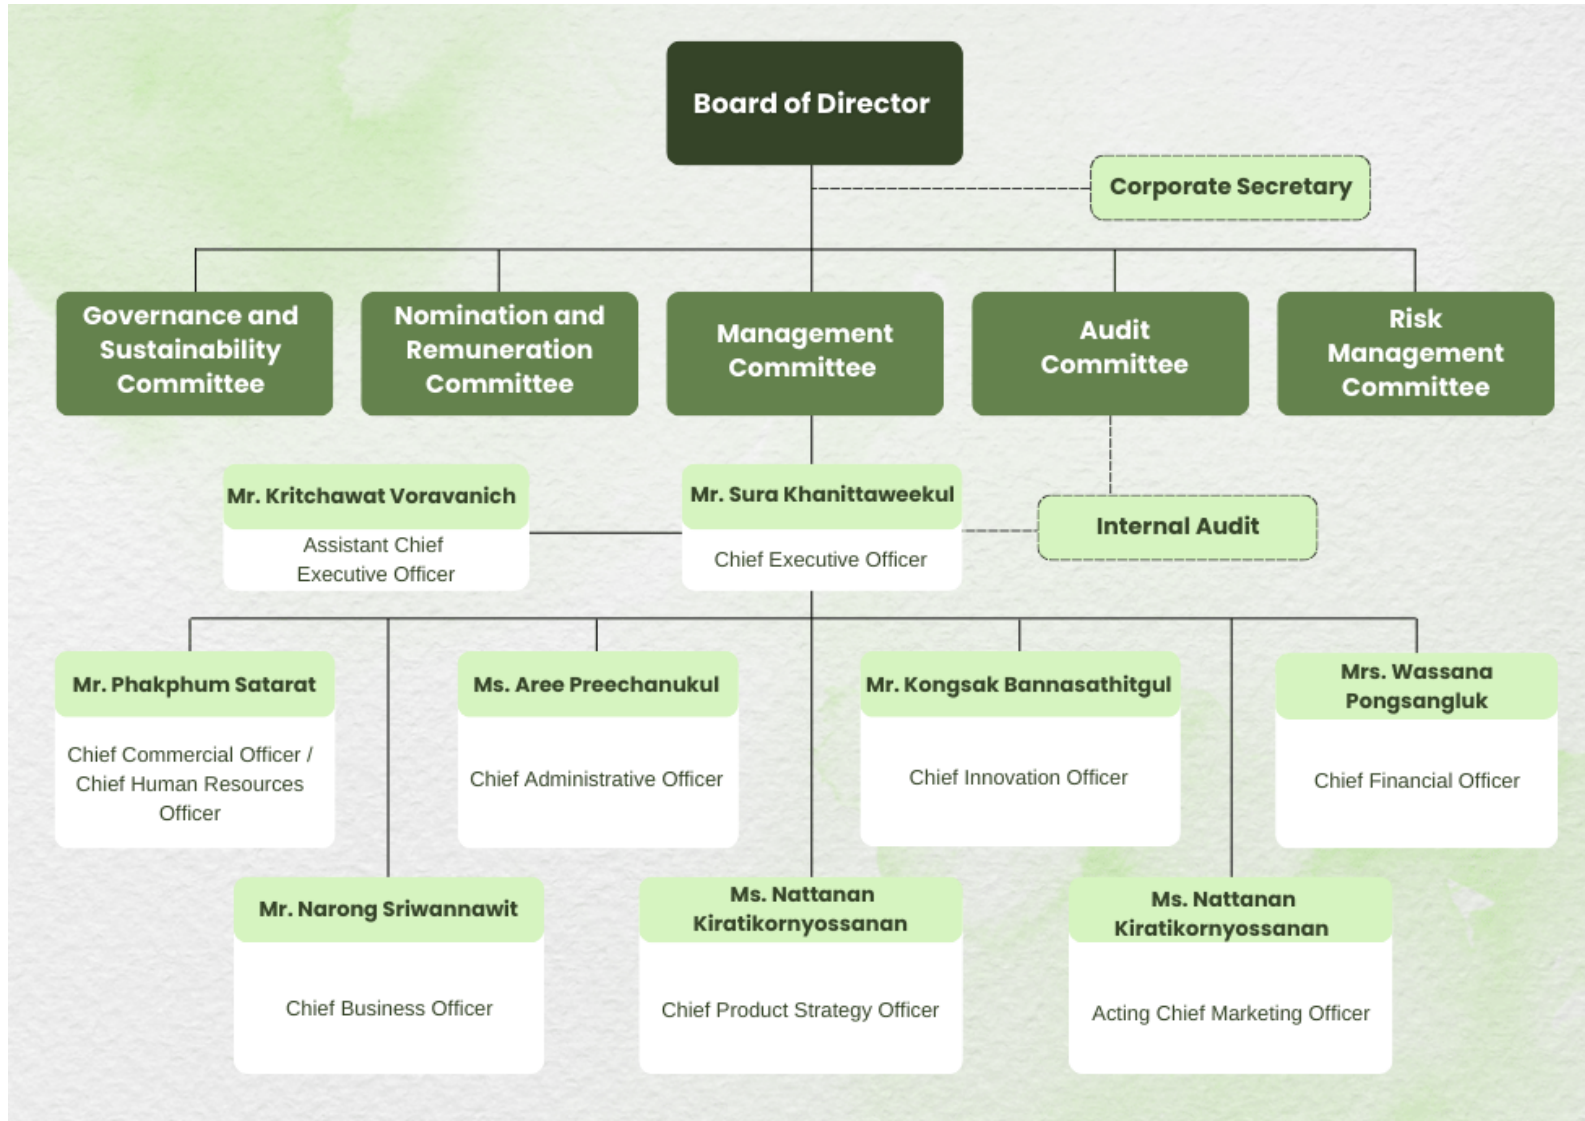 Board of Director
Corporate Secretary
Governance and
Sustainability
Committee
Nomination and
Remuneration
Committee
Management
Committee
Audit
Committee
Risk
Management
Committee
Mr. Kritchawat Voravanich
Assistant Chief
Executive Officer
Mr. Sura Khanittaweekul
Chief Executive Officer
Internal Audit
Mr. Phakphum Satarat
Chief Commercial Officer /
Chief Human Resources
Officer
Ms. Aree Preechanukul
Chief Administrative Officer
Mr. Kongsak Bannasathitgul
Chief Innovation Officer
Mrs. Wassana
Pongsangluk
Chief Financial Officer
Mr. Narong Sriwannawit
Chief Business Officer
Ms. Nattanan
Kiratikornyossanan
Chief Product Strategy Officer
Ms. Nattanan
Kiratikornyossanan
Acting Chief Marketing Officer